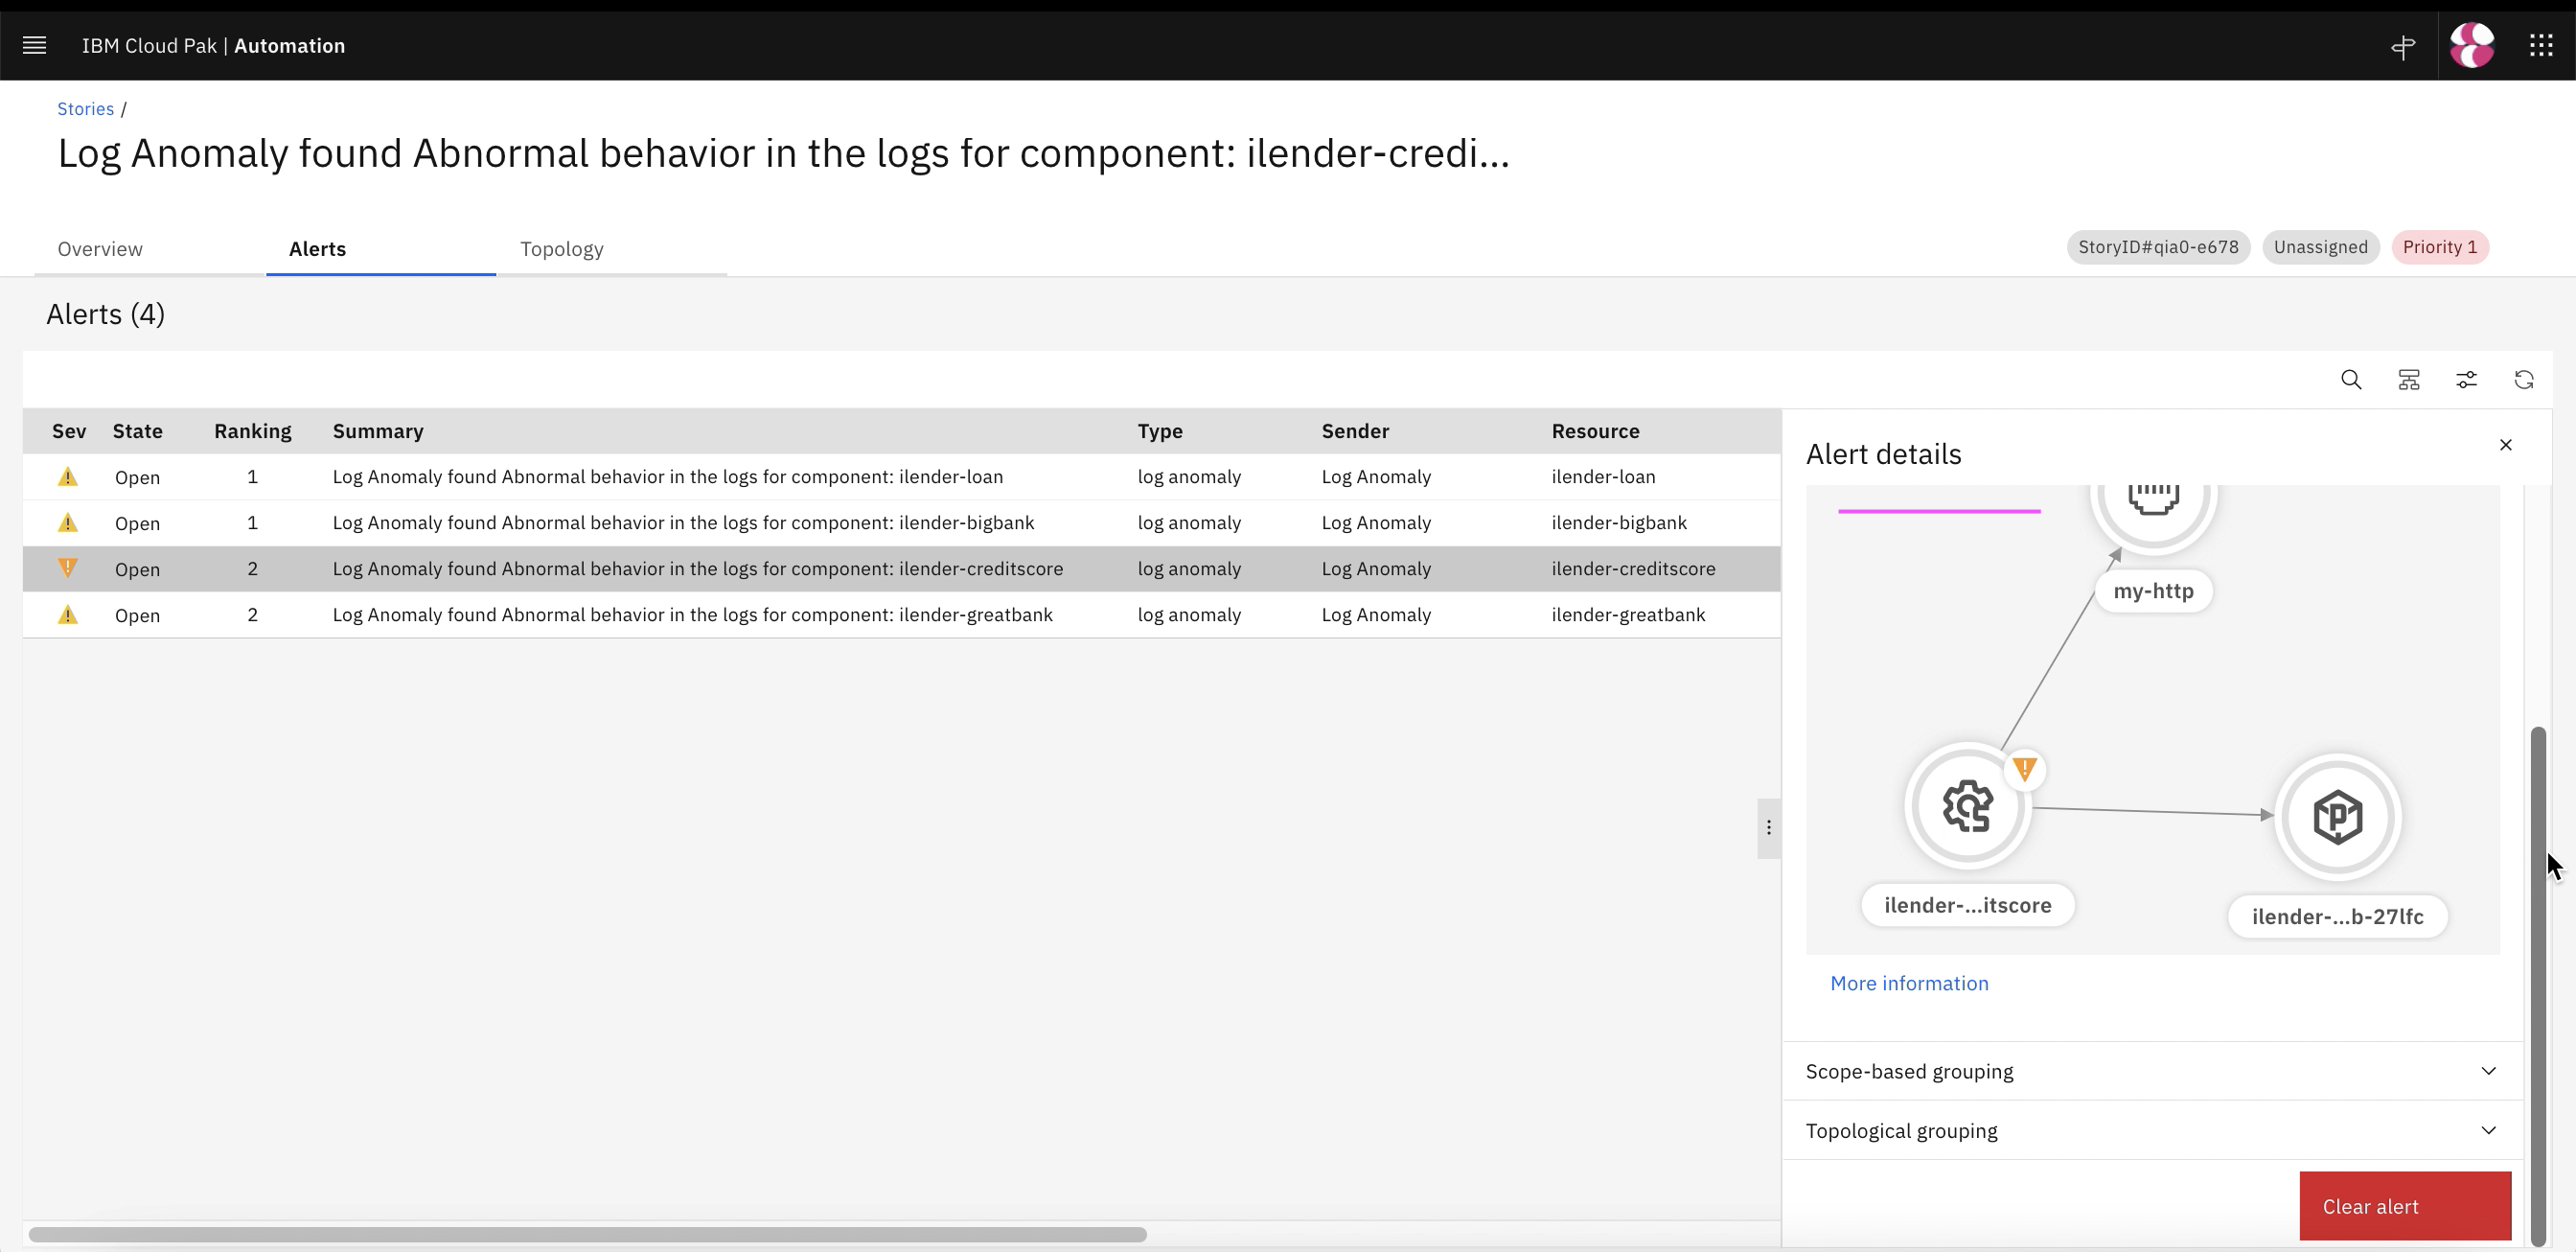 IBM Cloud Pak | Automation
Stories /
Log Anomaly found Abnormal behavior in the logs for component: ilender-credi...
Overview Alerts Topology StoryID#qia0-e678 Unassigned Priority 1
Alerts (4)
Sev State Ranking Summary Type Sender Resource
Open 1 Log Anomaly found Abnormal behavior in the logs for component: ilender-loan log anomaly Log Anomaly ilender-loan
Open 1 Log Anomaly found Abnormal behavior in the logs for component: ilender-bigbank log anomaly Log Anomaly ilender-bigbank
Open 2 Log Anomaly found Abnormal behavior in the logs for component: ilender-creditscore log anomaly Log Anomaly ilender-creditscore
Open 2 Log Anomaly found Abnormal behavior in the logs for component: ilender-greatbank log anomaly Log Anomaly ilender-greatbank
Alert details
my-http
ilender-...itscore
ilender-...b-27lfc
More information
Scope-based grouping
Topological grouping
Clear alert